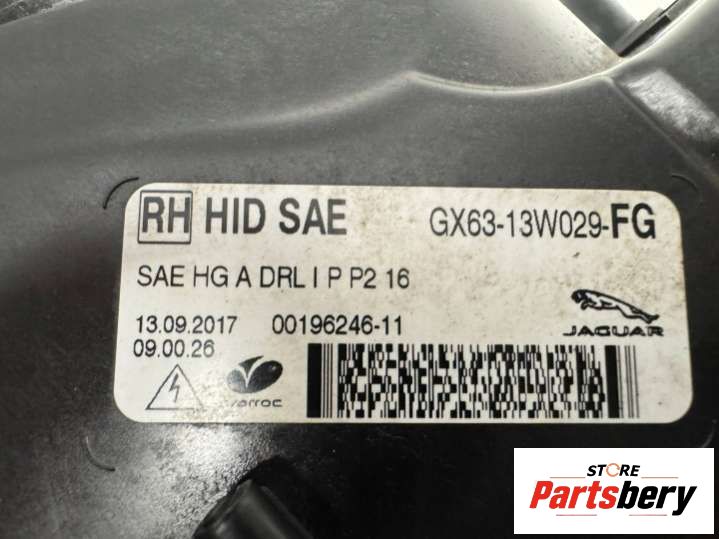 RH HID SAE GX63-13W029-FG
SAE HG A DRL I P P2 16
13.09.2017 00196246-11
09.00.26
JAGUAR
varroc
STORE
Partsbery